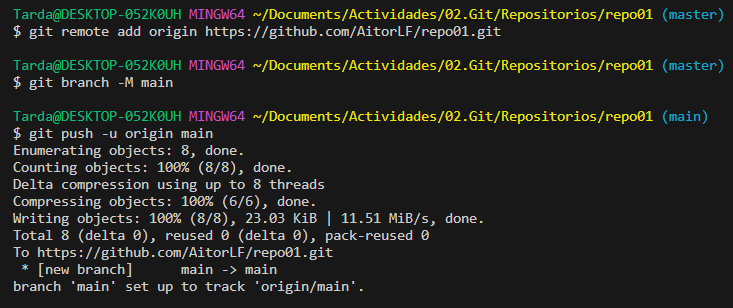 Tarda@DESKTOP-052K0UH MINGW64 ~/Documents/Actividades/02.Git/Repositorios/repo01 (master)
$ git remote add origin https://github.com/AitorLF/repo01.git
Tarda@DESKTOP-052K0UH MINGW64 ~/Documents/Actividades/02.Git/Repositorios/repo01 (master)
$ git branch -M main
Tarda@DESKTOP-052K0UH MINGW64 ~/Documents/Actividades/02.Git/Repositorios/repo01 (main)
$ git push -u origin main
Enumerating objects: 8, done.
Counting objects: 100% (8/8), done.
Delta compression using up to 8 threads
Compressing objects: 100% (6/6), done.
Writing objects: 100% (8/8), 23.03 KiB | 11.51 MiB/s, done.
Total 8 (delta 0), reused 0 (delta 0), pack-reused 0
To https://github.com/AitorLF/repo01.git
 * [new branch]      main -> main
branch 'main' set up to track 'origin/main'.